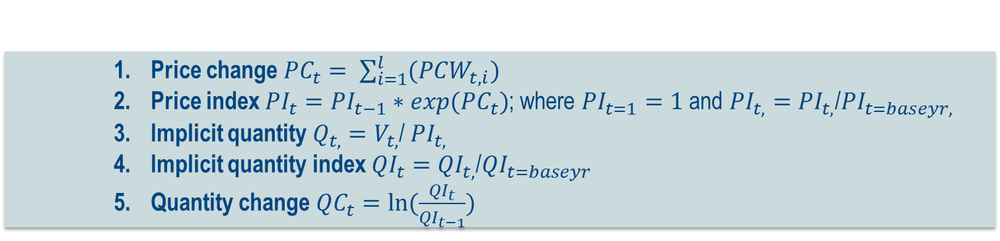 1. Price change PC_t = ∑_{i=1}^{l}(PCW_{t,i})
2. Price index PI_t = PI_{t−1} * exp(PC_t); where PI_{t=1} = 1 and PI_{t,} = PI_{t,}/PI_{t=baseyr,}
3. Implicit quantity Q_{t,} = V_{t,}/ PI_{t,}
4. Implicit quantity index QI_t = QI_{t,}/QI_{t=baseyr}
5. Quantity change QC_t = ln(\frac{QI_t}{QI_{t−1}})